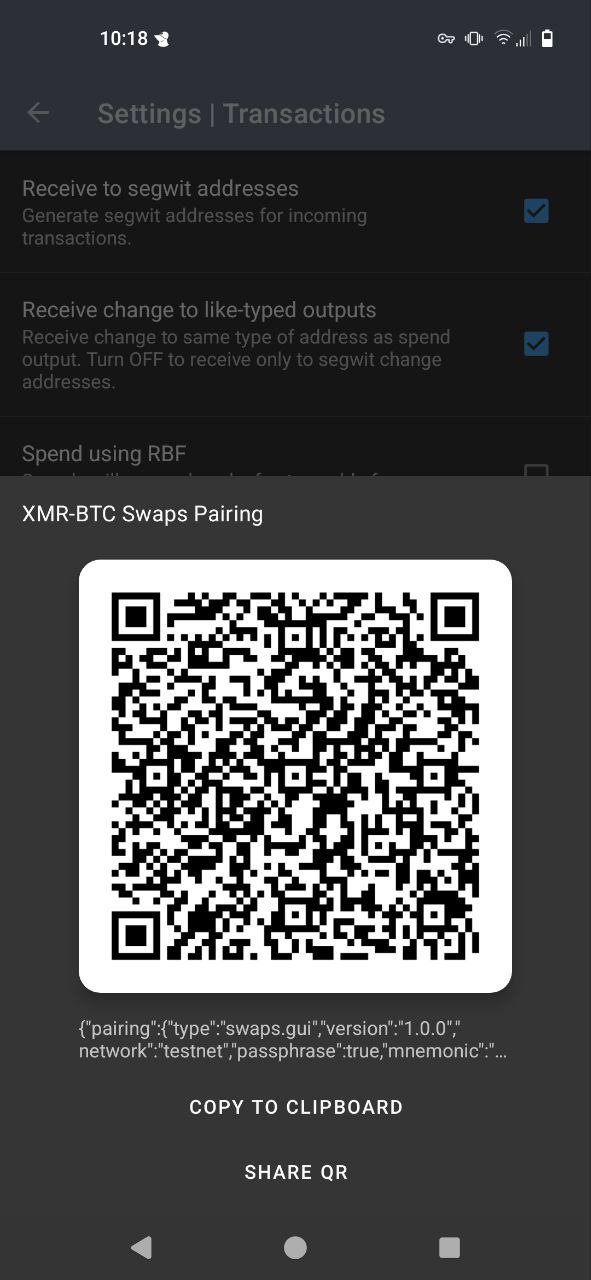 10:18
Settings | Transactions
Receive to segwit addresses
Generate segwit addresses for incoming
transactions.
Receive change to like-typed outputs
Receive change to same type of address as spend
output. Turn OFF to receive only to segwit change
addresses.
Spend using RBF
XMR-BTC Swaps Pairing
{"pairing":{"type":"swaps.gui","version":"1.0.0","
network":"testnet","passphrase":true,"mnemonic":"...
COPY TO CLIPBOARD
SHARE QR